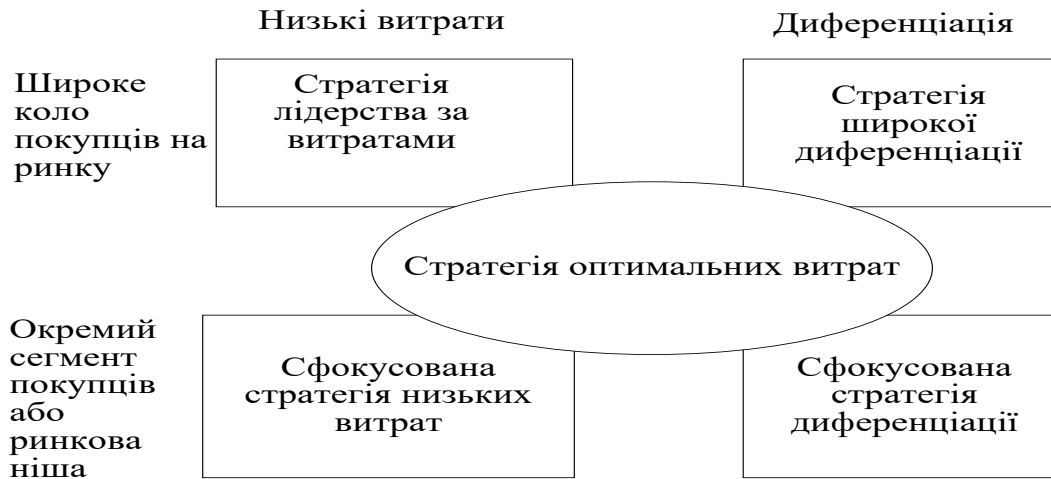 Низькі витрати
Диференціація
Широке
коло
покупців на
ринку
Стратегія
лідерства за
витратами
Стратегія
широкої
диференціації
Стратегія оптимальних витрат
Окремий
сегмент
покупців
або
ринкова
ніша
Сфокусована
стратегія низьких
витрат
Сфокусована
стратегія
диференціації